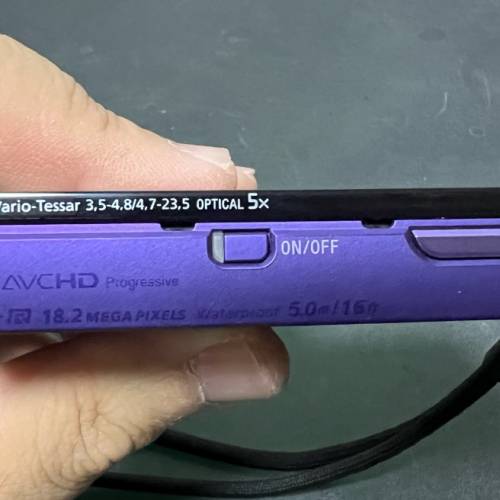 Vario-Tessar 3,5-4,8/4,7-23,5 OPTICAL 5x
ON/OFF
AVCHD Progressive
18.2 MEGA PIXELS Waterproof 5.0m/16ft